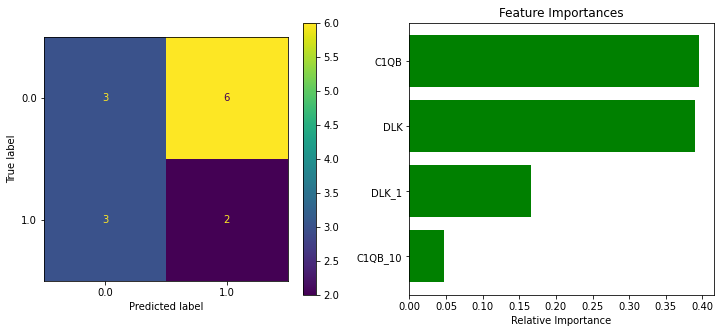 True label
0.0
1.0
3
6
3
2
0.0
1.0
Predicted label
6.0
5.5
5.0
4.5
4.0
3.5
3.0
2.5
2.0
Feature Importances
C1QB
DLK
DLK_1
C1QB_10
0.00 0.05 0.10 0.15 0.20 0.25 0.30 0.35 0.40
Relative Importance